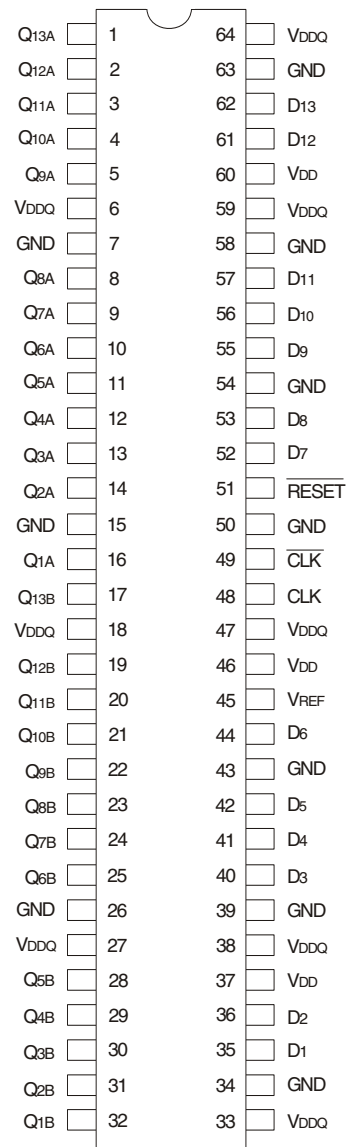 Q13A 1 64 VDDQ
Q12A 2 63 GND
Q11A 3 62 D13
Q10A 4 61 D12
Q9A 5 60 VDD
VDDQ 6 59 VDDQ
GND 7 58 GND
Q8A 8 57 D11
Q7A 9 56 D10
Q6A 10 55 D9
Q5A 11 54 GND
Q4A 12 53 D8
Q3A 13 52 D7
Q2A 14 51 R̅E̅S̅E̅T̅
GND 15 50 GND
Q1A 16 49 C̅L̅K̅
Q13B 17 48 CLK
VDDQ 18 47 VDDQ
Q12B 19 46 VDD
Q11B 20 45 VREF
Q10B 21 44 D6
Q9B 22 43 GND
Q8B 23 42 D5
Q7B 24 41 D4
Q6B 25 40 D3
GND 26 39 GND
VDDQ 27 38 VDDQ
Q5B 28 37 VDD
Q4B 29 36 D2
Q3B 30 35 D1
Q2B 31 34 GND
Q1B 32 33 VDDQ